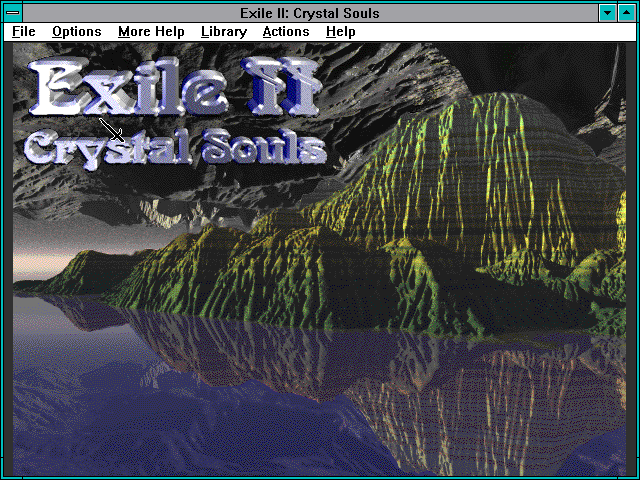 Exile II: Crystal Souls
File Options More Help Library Actions Help
Exile II
Crystal Souls